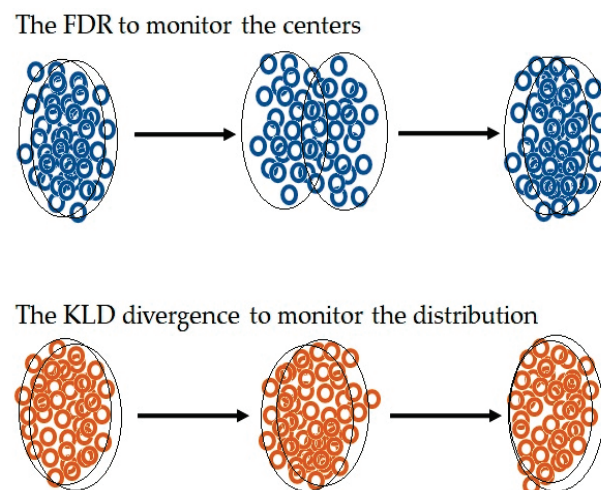 The FDR to monitor the centers
The KLD divergence to monitor the distribution